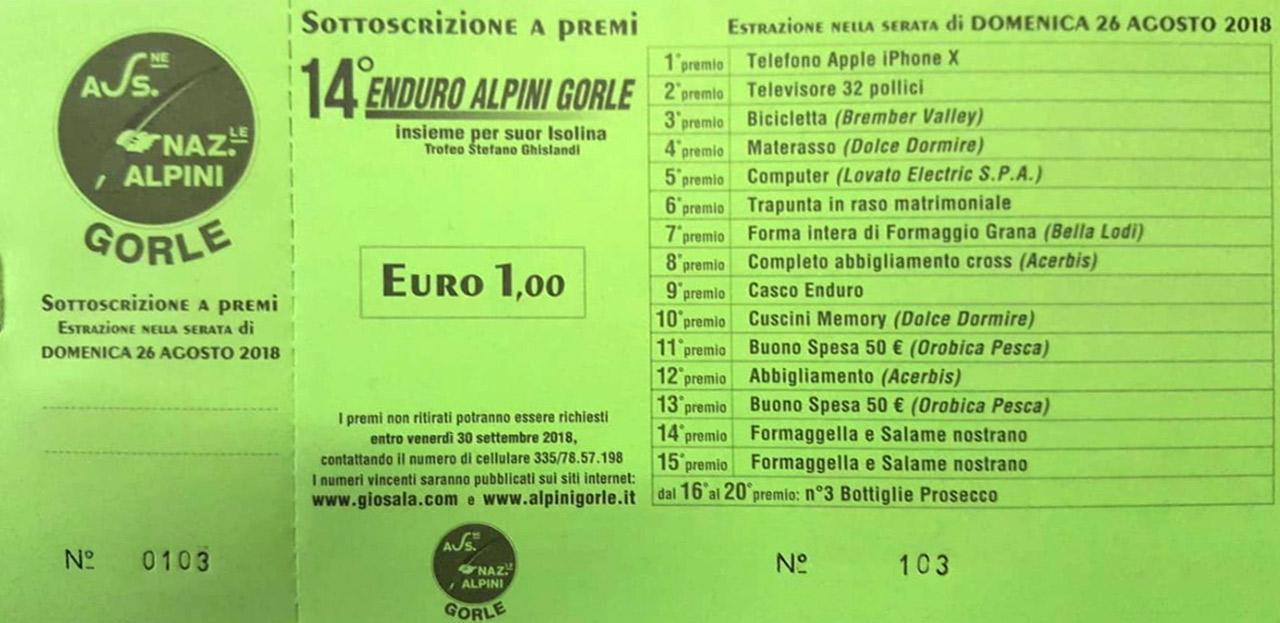 Ass.NE
NAZ.LE
ALPINI
GORLE
SOTTOSCRIZIONE A PREMI
ESTRAZIONE NELLA SERATA di
DOMENICA 26 AGOSTO 2018
Nº 0103
SOTTOSCRIZIONE A PREMI
14° ENDURO ALPINI GORLE
insieme per suor Isolina
Trofeo Stefano Ghislandi
EURO 1,00
I premi non ritirati potranno essere richiesti
entro venerdì 30 settembre 2018,
contattando il numero di cellulare 335/78.57.198
I numeri vincenti saranno pubblicati sui siti internet:
www.giosala.com e www.alpinigorle.it
Ass.NE
NAZ.LE
ALPINI
GORLE
ESTRAZIONE NELLA SERATA di DOMENICA 26 AGOSTO 2018
1°premio Telefono Apple iPhone X
2°premio Televisore 32 pollici
3°premio Bicicletta (Brember Valley)
4°premio Materasso (Dolce Dormire)
5°premio Computer (Lovato Electric S.P.A.)
6°premio Trapunta in raso matrimoniale
7°premio Forma intera di Formaggio Grana (Bella Lodi)
8°premio Completo abbigliamento cross (Acerbis)
9°premio Casco Enduro
10°premio Cuscini Memory (Dolce Dormire)
11°premio Buono Spesa 50 € (Orobica Pesca)
12°premio Abbigliamento (Acerbis)
13°premio Buono Spesa 50 € (Orobica Pesca)
14°premio Formaggella e Salame nostrano
15°premio Formaggella e Salame nostrano
dal 16°al 20°premio: n°3 Bottiglie Prosecco
Nº 103